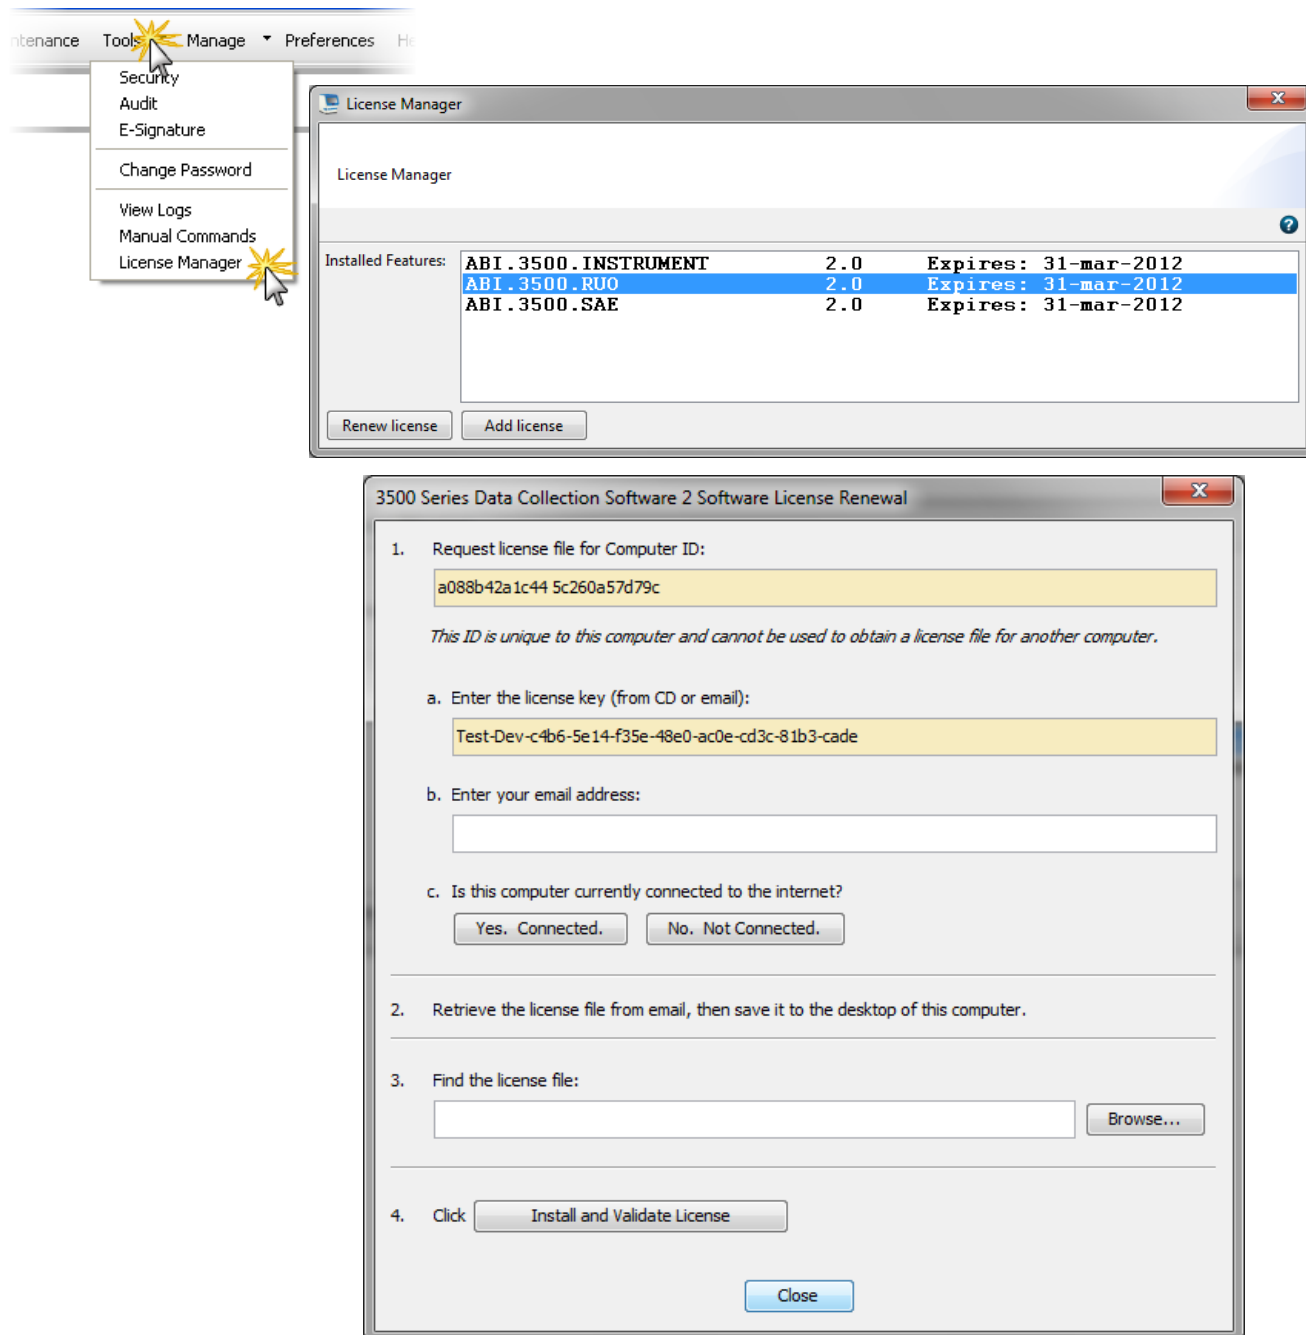 ntenance Tools Manage Preferences He
Security
Audit
E-Signature
Change Password
View Logs
Manual Commands
License Manager
License Manager
License Manager
Installed Features:
ABI.3500.INSTRUMENT 2.0 Expires: 31-mar-2012
ABI.3500.RUO 2.0 Expires: 31-mar-2012
ABI.3500.SAE 2.0 Expires: 31-mar-2012
Renew license Add license
3500 Series Data Collection Software 2 Software License Renewal
1. Request license file for Computer ID:
a088b42a1c44 5c260a57d79c
This ID is unique to this computer and cannot be used to obtain a license file for another computer.
a. Enter the license key (from CD or email):
Test-Dev-c4b6-5e14-f35e-48e0-ac0e-cd3c-81b3-cade
b. Enter your email address:
c. Is this computer currently connected to the internet?
Yes. Connected. No. Not Connected.
2. Retrieve the license file from email, then save it to the desktop of this computer.
3. Find the license file:
Browse...
4. Click Install and Validate License
Close